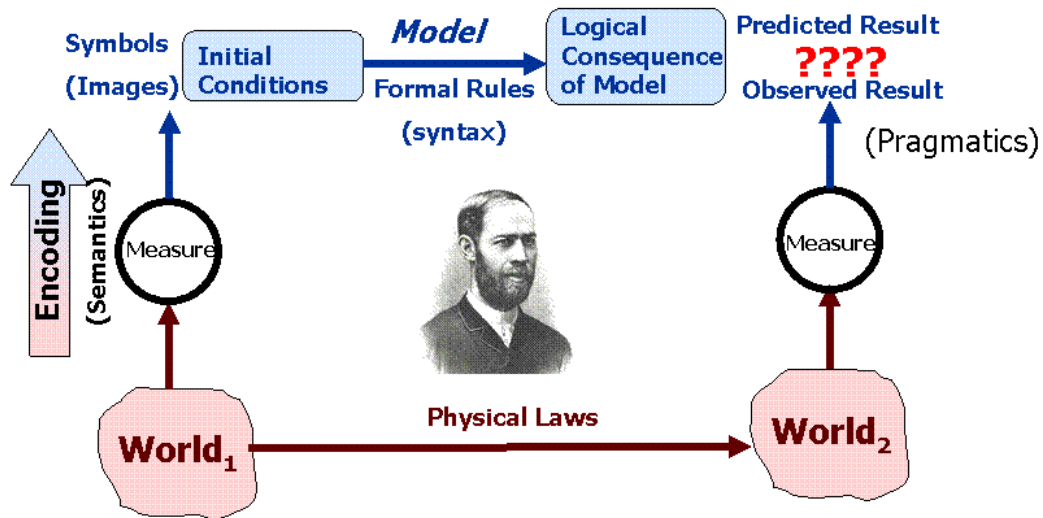 Symbols
(Images)
Initial
Conditions
Model
Formal Rules
(syntax)
Logical
Consequence
of Model
Predicted Result
????
Observed Result
(Pragmatics)
Encoding
(Semantics)
Measure
Measure
World1
Physical Laws
World2